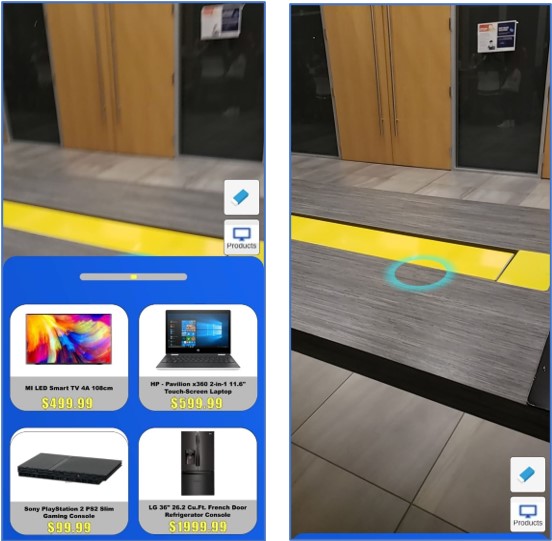 Products
MI LED Smart TV 4A 108cm
$499.99
HP - Pavilion x360 2-in-1 11.6"
Touch-Screen Laptop
$599.99
Sony PlayStation 2 PS2 Slim
Gaming Console
$99.99
LG 36" 26.2 Cu.Ft. French Door
Refrigerator Console
$1999.99
Products